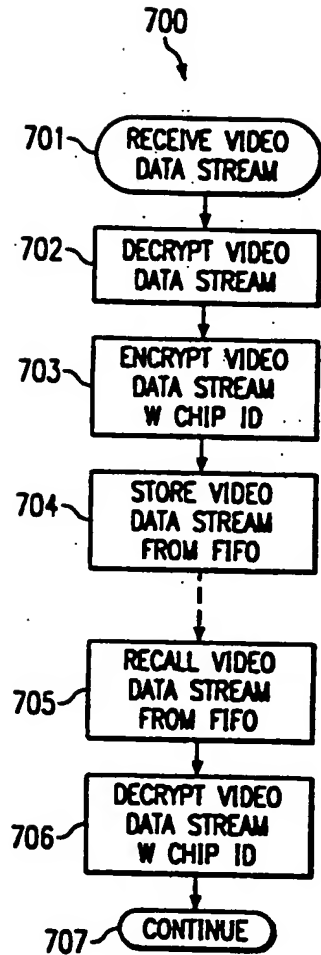 700
701
RECEIVE VIDEO
DATA STREAM
702
DECRYPT VIDEO
DATA STREAM
703
ENCRYPT VIDEO
DATA STREAM
W CHIP ID
704
STORE VIDEO
DATA STREAM
FROM FIFO
705
RECALL VIDEO
DATA STREAM
FROM FIFO
706
DECRYPT VIDEO
DATA STREAM
W CHIP ID
707
CONTINUE